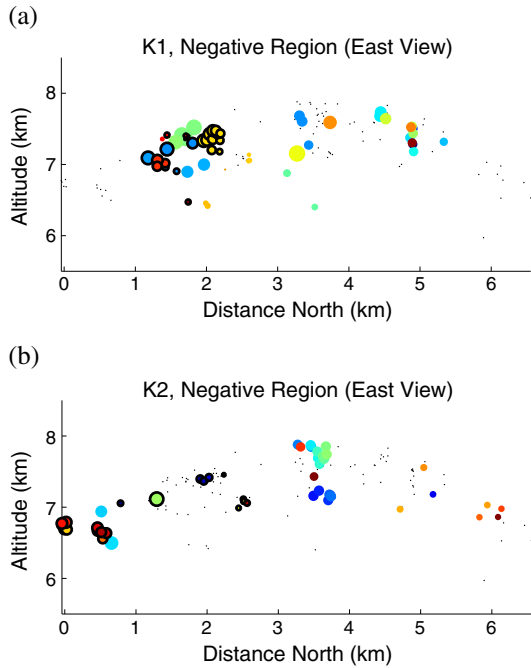 (a)
K1, Negative Region (East View)
8
7
6
Altitude (km)
0 1 2 3 4 5 6
Distance North (km)
(b)
K2, Negative Region (East View)
8
7
6
Altitude (km)
0 1 2 3 4 5 6
Distance North (km)